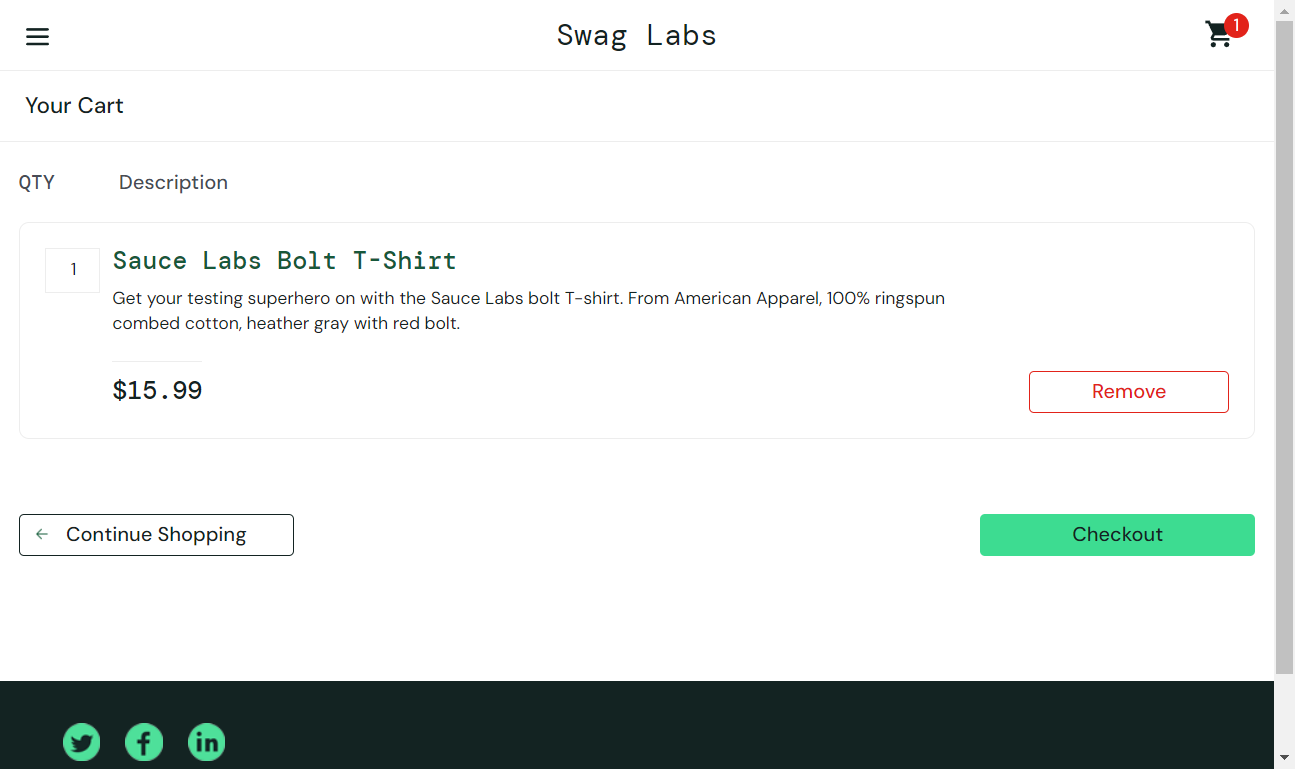 Swag Labs
1
Your Cart
QTY Description
1
Sauce Labs Bolt T-Shirt
Get your testing superhero on with the Sauce Labs bolt T-shirt. From American Apparel, 100% ringspun
combed cotton, heather gray with red bolt.
$15.99
Remove
Continue Shopping
Checkout